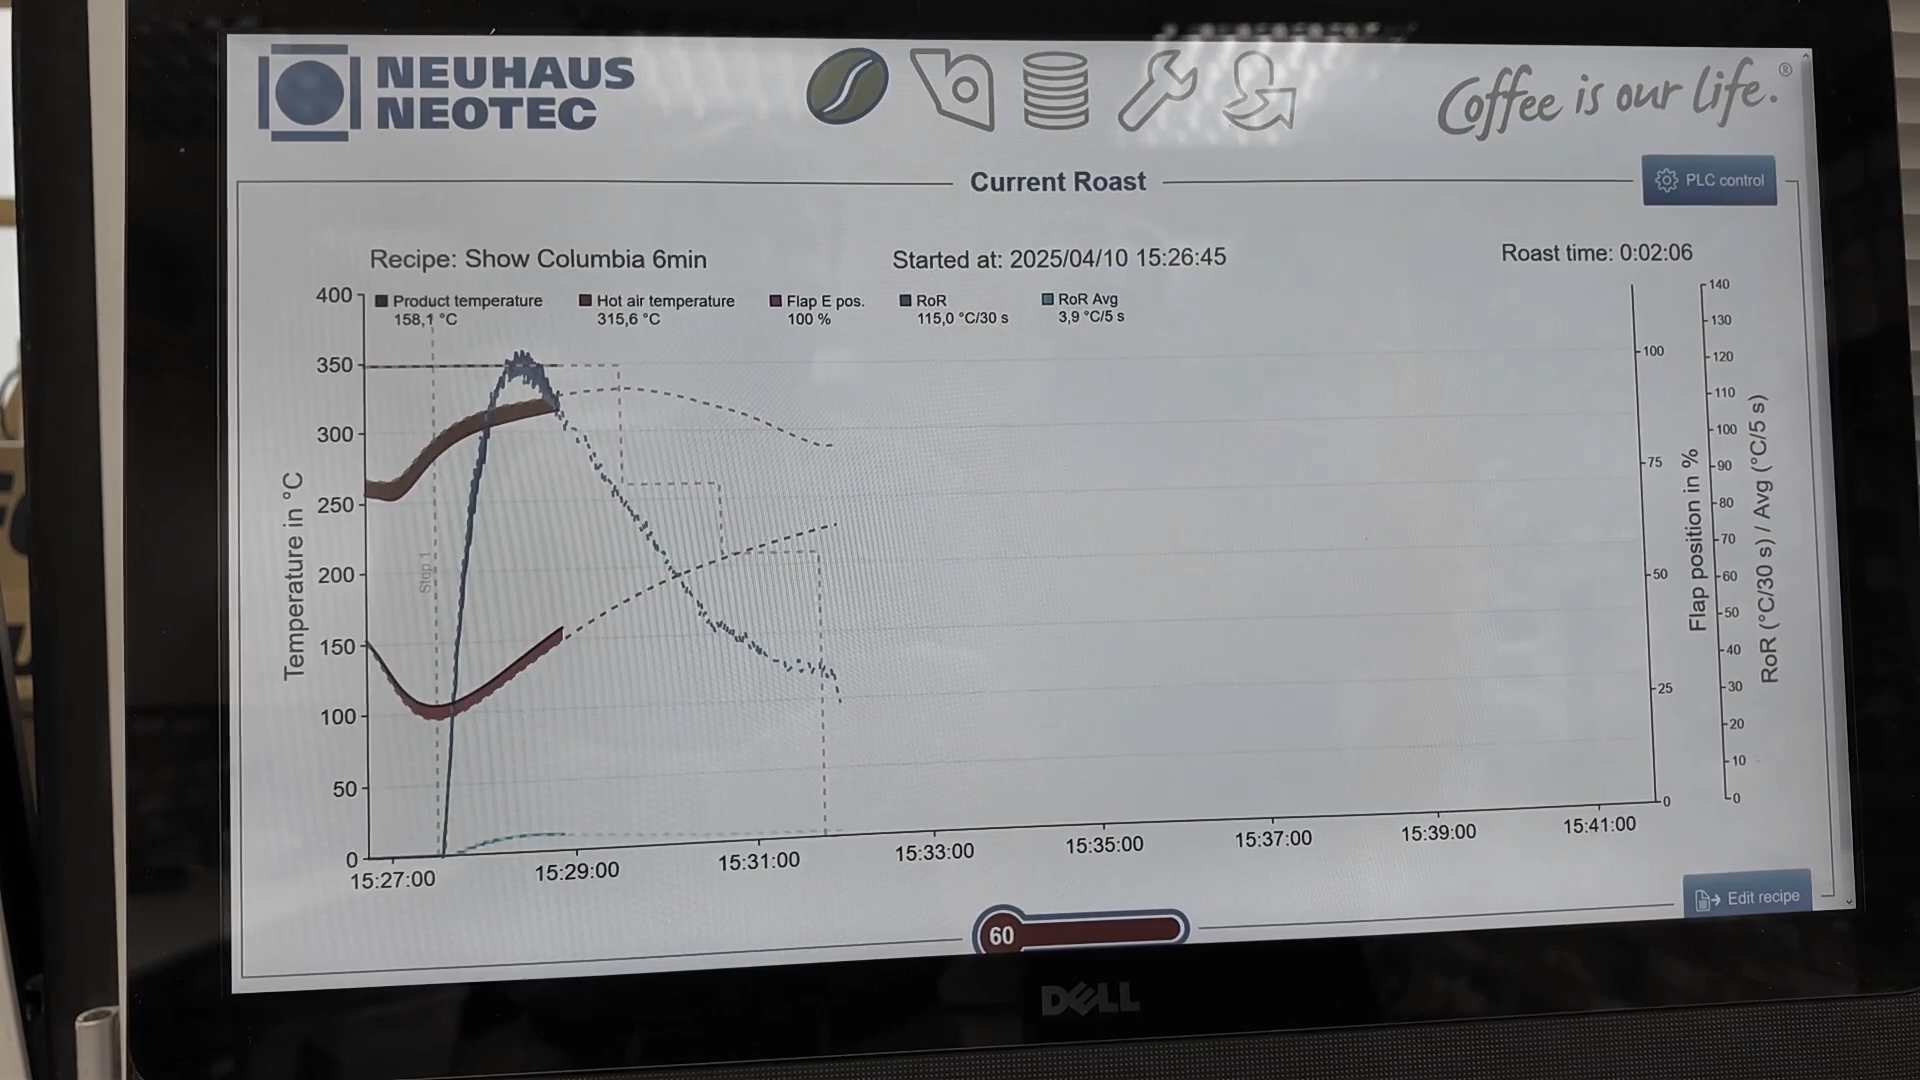 NEUHAUS
NEOTEC
Coffee is our life.®
Current Roast
PLC control
Recipe: Show Columbia 6min
Started at: 2025/04/10 15:26:45
Roast time: 0:02:06
Product temperature
158,1 °C
Hot air temperature
315,6 °C
Flap E pos.
100 %
RoR
115,0 °C/30 s
RoR Avg
3,9 °C/5 s
Temperature in °C
400
350
300
250
200
150
100
50
0
Step 1
15:27:00
15:29:00
15:31:00
15:33:00
15:35:00
15:37:00
15:39:00
15:41:00
100
75
50
25
0
Flap position in %
140
130
120
110
100
90
80
70
60
50
40
30
20
10
0
RoR (°C/30 s) / Avg (°C/5 s)
Edit recipe
60
DELL